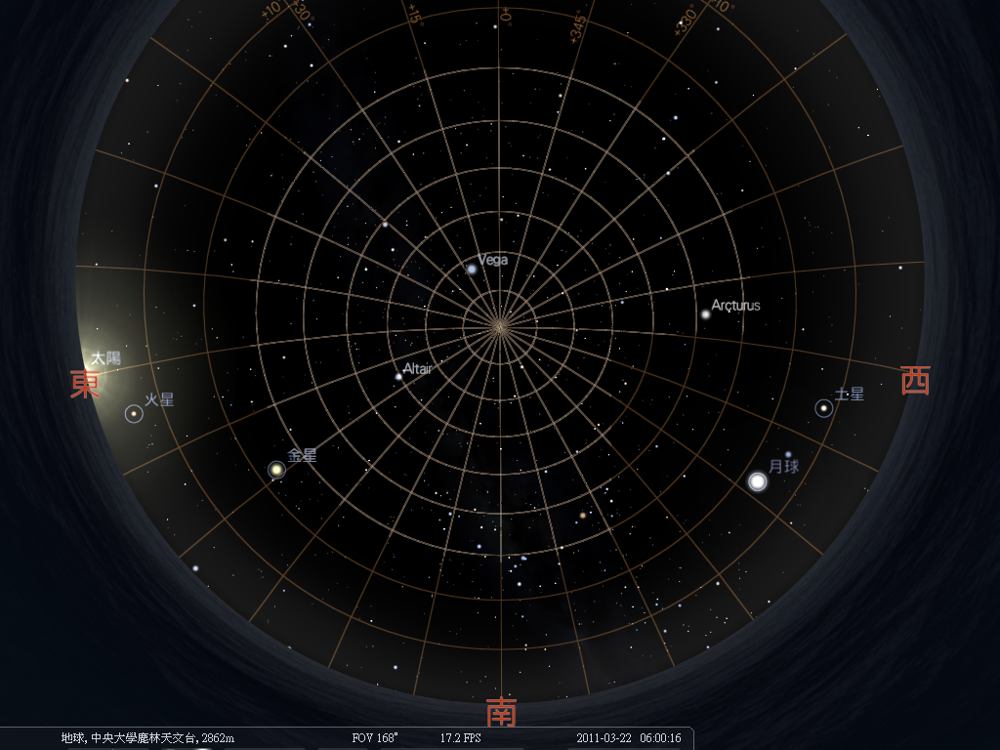 +10°
+30°
+15°
+0°
+345°
+330°
+10°
Vega
Arcturus
太陽
Altair
東
西
火星
土星
金星
月球
南
地球, 中央大學鹿林天文台, 2862m FOV 168° 17.2 FPS 2011-03-22 06:00:16